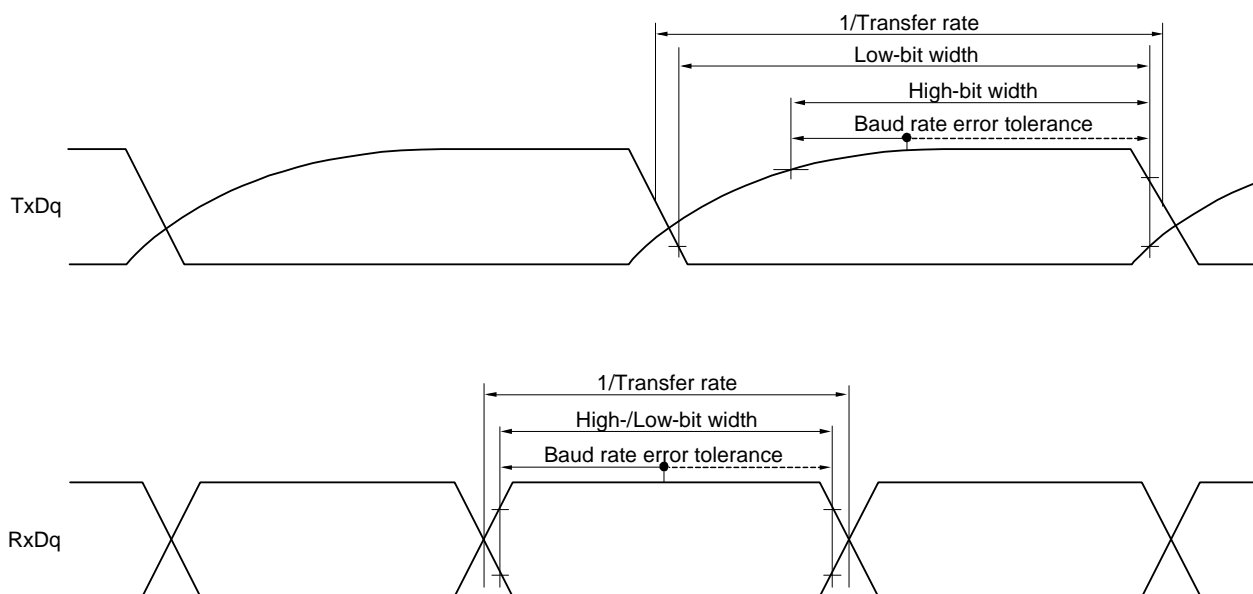 1/Transfer rate
Low-bit width
High-bit width
Baud rate error tolerance
TxDq
1/Transfer rate
High-/Low-bit width
Baud rate error tolerance
RxDq